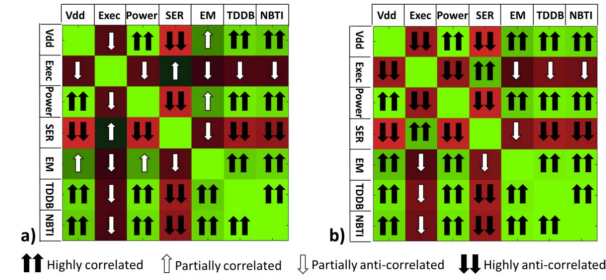 Vdd Exec Power SER EM TDDB NBTI
Vdd
Exec
Power
SER
EM
TDDB
NBTI
a)
Vdd Exec Power SER EM TDDB NBTI
Vdd
Exec
Power
SER
EM
TDDB
NBTI
b)
Highly correlated Partially correlated Partially anti-correlated Highly anti-correlated